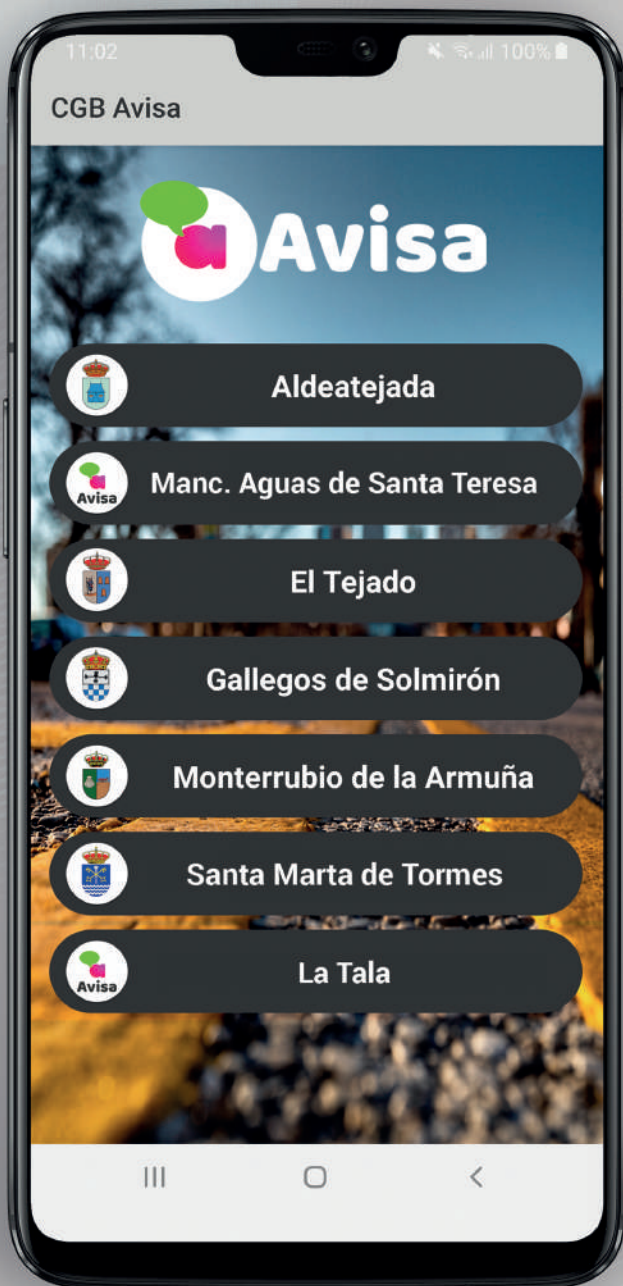 11:02 100%
CGB Avisa
a Avisa
Aldeatejada
Avisa
Manc. Aguas de Santa Teresa
El Tejado
Gallegos de Solmirón
Monterrubio de la Armuña
Santa Marta de Tormes
Avisa
La Tala